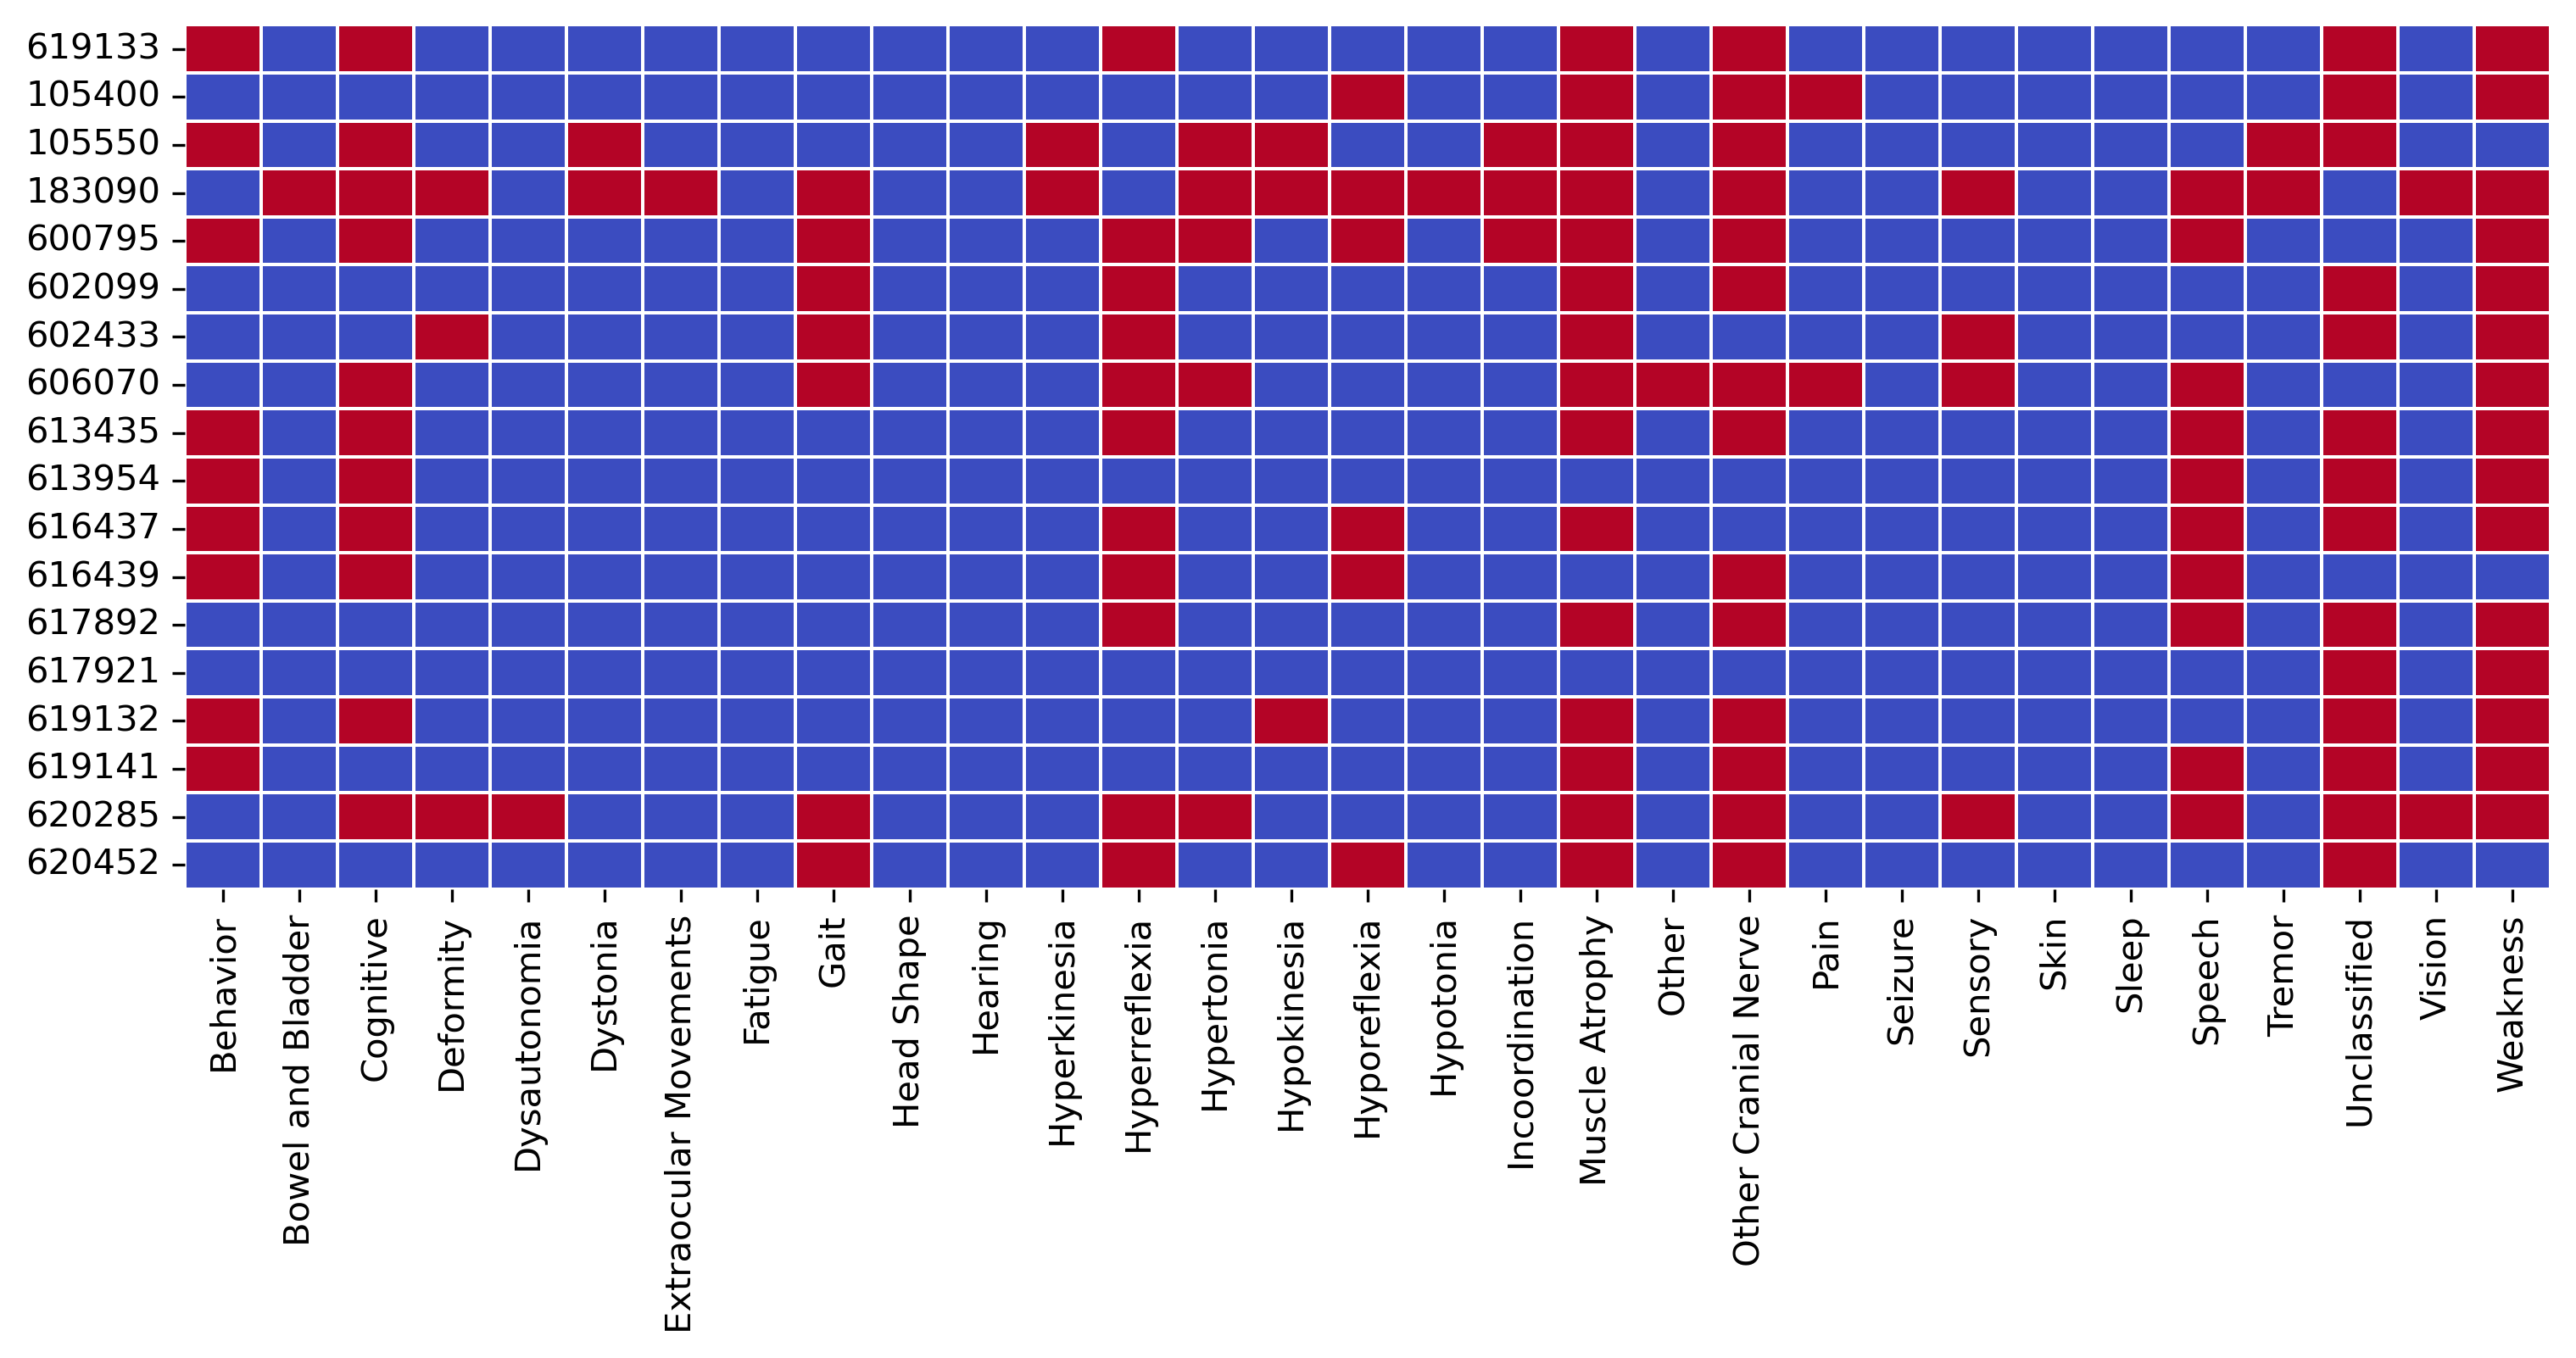 619133
105400
105550
183090
600795
602099
602433
606070
613435
613954
616437
616439
617892
617921
619132
619141
620285
620452
Behavior
Bowel and Bladder
Cognitive
Deformity
Dysautonomia
Dystonia
Extraocular Movements
Fatigue
Gait
Head Shape
Hearing
Hyperkinesia
Hyperreflexia
Hypertonia
Hypokinesia
Hyporeflexia
Hypotonia
Incoordination
Muscle Atrophy
Other
Other Cranial Nerve
Pain
Seizure
Sensory
Skin
Sleep
Speech
Tremor
Unclassified
Vision
Weakness